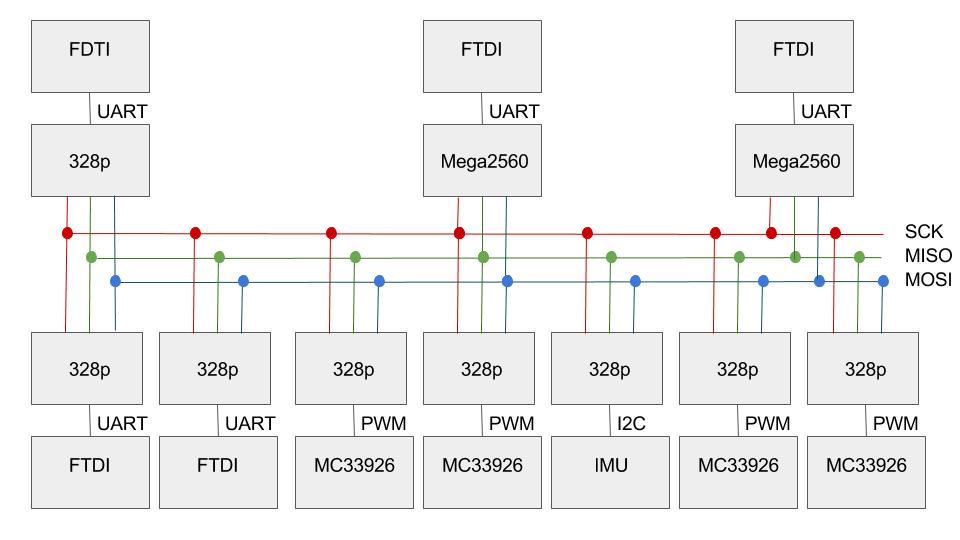 FDTI
FTDI
FTDI
UART
UART
UART
328p
Mega2560
Mega2560
SCK
MISO
MOSI
328p
328p
328p
328p
328p
328p
328p
UART
UART
PWM
PWM
I2C
PWM
PWM
FTDI
FTDI
MC33926
MC33926
IMU
MC33926
MC33926